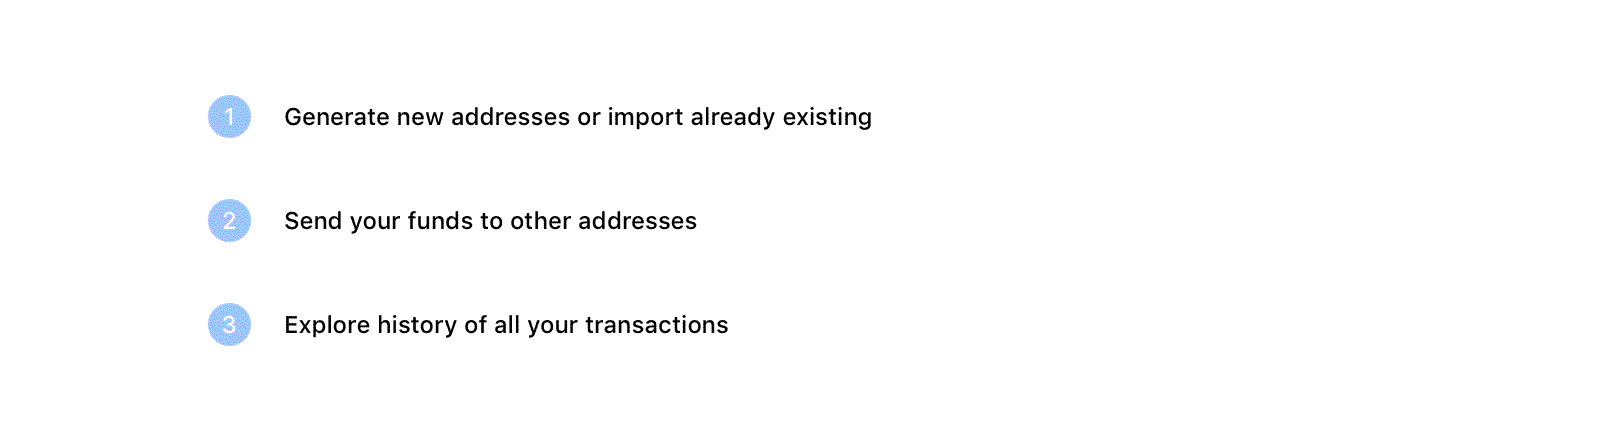 1 Generate new addresses or import already existing
2 Send your funds to other addresses
3 Explore history of all your transactions